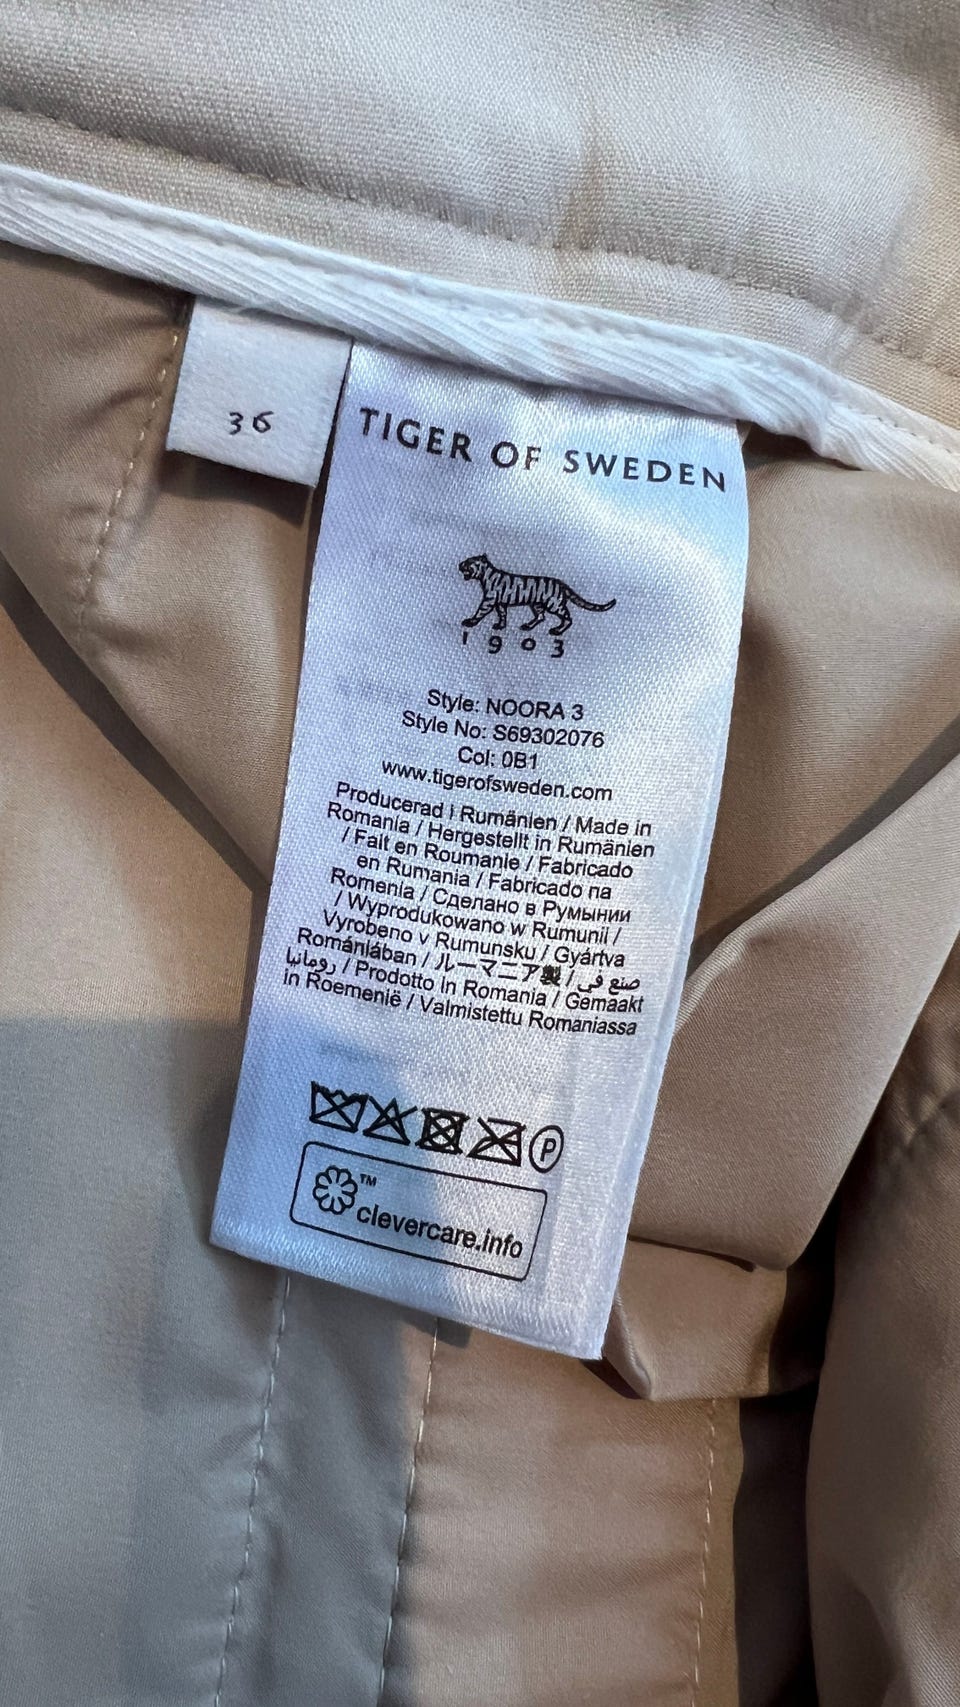 36
TIGER OF SWEDEN
1903
Style: NOORA 3
Style No: S69302076
Col: 0B1
www.tigerofsweden.com
Producerad i Rumänien / Made in
Romania / Hergestellt in Rumänien
/ Fait en Roumanie / Fabricado
en Rumania / Fabricado na
Romenia / Сделано в Румынии
/ Wyprodukowano w Rumunii /
Vyrobeno v Rumunsku / Gyártva
Romániában / ルーマニア製 / صنع في
رومانيا / Prodotto in Romania / Gemaakt
in Roemenië / Valmistettu Romaniassa
P
™
clevercare.info